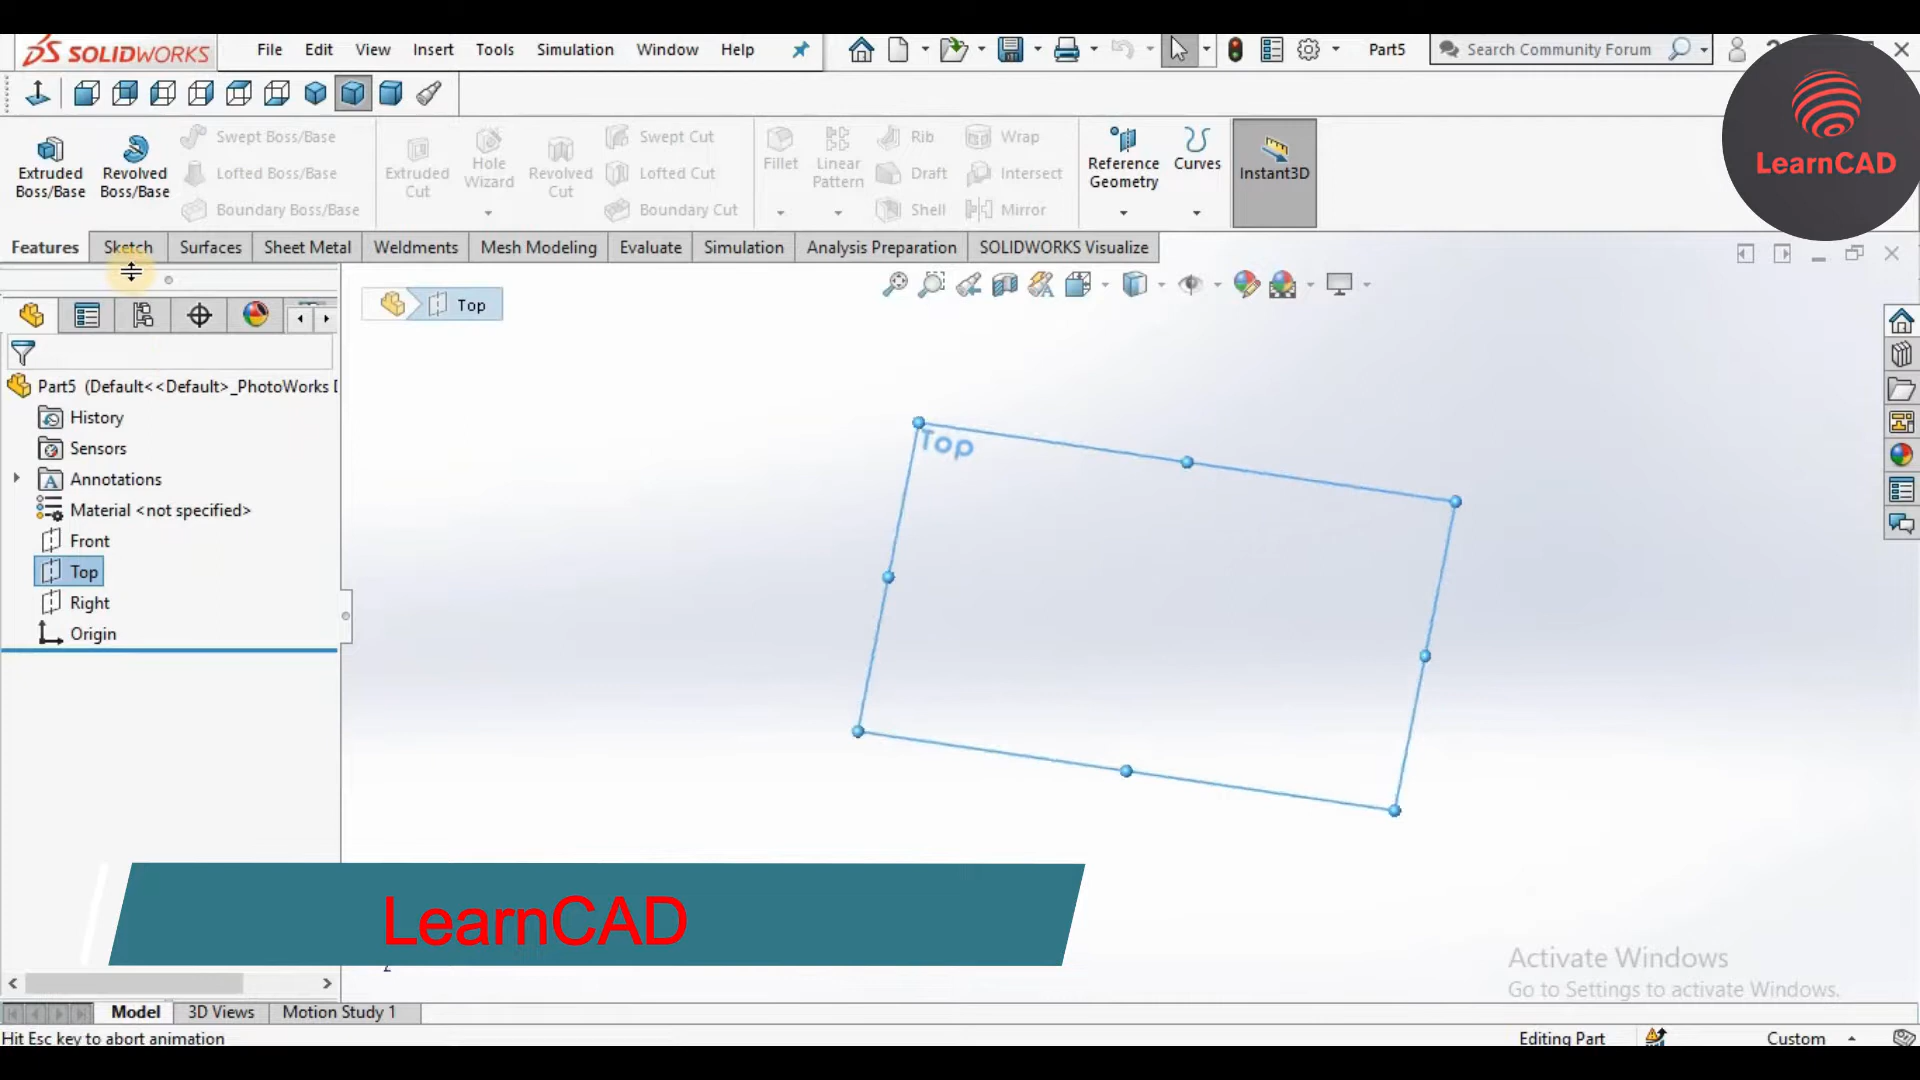 SOLIDWORKS File Edit View Insert Tools Simulation Window Help Part5 Search Community Forum ?
LearnCAD
Extruded Boss/Base
Revolved Boss/Base
Swept Boss/Base
Lofted Boss/Base
Boundary Boss/Base
Extruded Cut
Hole Wizard
Revolved Cut
Swept Cut
Lofted Cut
Boundary Cut
Fillet
Linear Pattern
Rib
Draft
Shell
Wrap
Intersect
Mirror
Reference Geometry
Curves
Instant3D
Features Sketch Surfaces Sheet Metal Weldments Mesh Modeling Evaluate Simulation Analysis Preparation SOLIDWORKS Visualize
Top
Part5 (Default<<Default>_PhotoWorks D
History
Sensors
Annotations
Material <not specified>
Front
Top
Right
Origin
Top
LearnCAD
Activate Windows
Go to Settings to activate Windows.
Model 3D Views Motion Study 1
Hit Esc key to abort animation Editing Part Custom